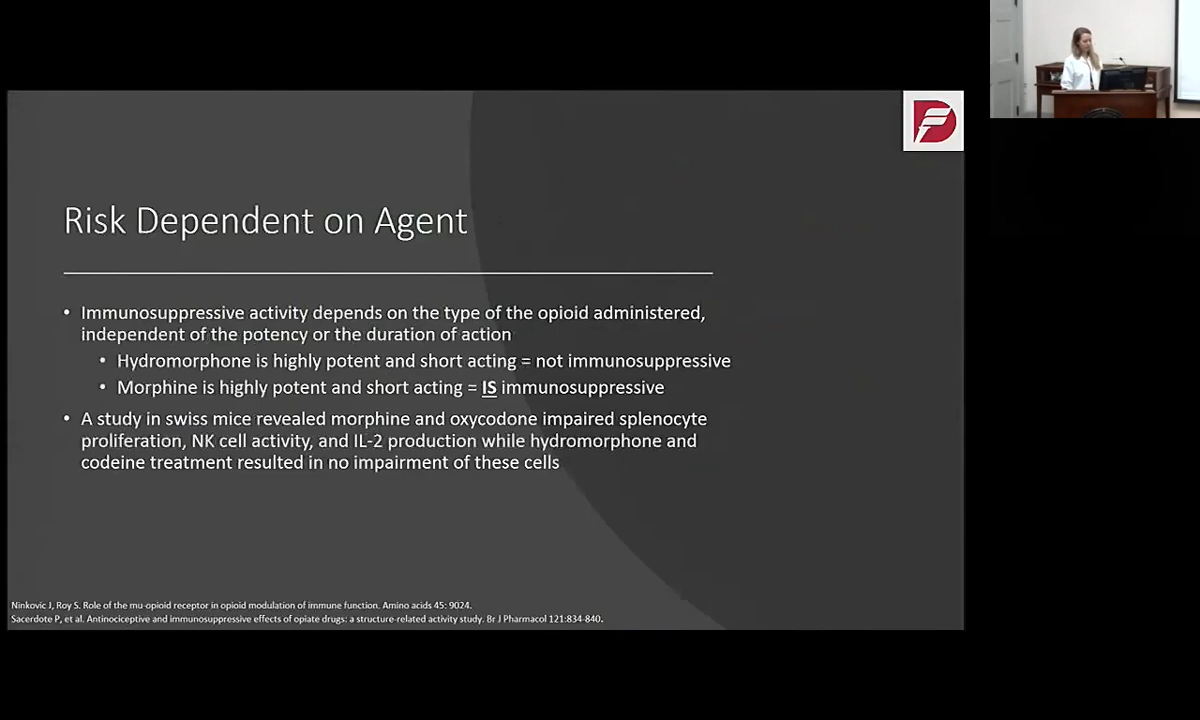 Risk Dependent on Agent
• Immunosuppressive activity depends on the type of the opioid administered,
independent of the potency or the duration of action
• Hydromorphone is highly potent and short acting = not immunosuppressive
• Morphine is highly potent and short acting = IS immunosuppressive
• A study in swiss mice revealed morphine and oxycodone impaired splenocyte
proliferation, NK cell activity, and IL-2 production while hydromorphone and
codeine treatment resulted in no impairment of these cells
Ninkovic J, Roy S. Role of the mu-opioid receptor in opioid modulation of immune function. Amino acids 45: 9024.
Sacerdote P, et al. Antinociceptive and immunosuppressive effects of opiate drugs: a structure-related activity study. Br J Pharmacol 121:834-840.